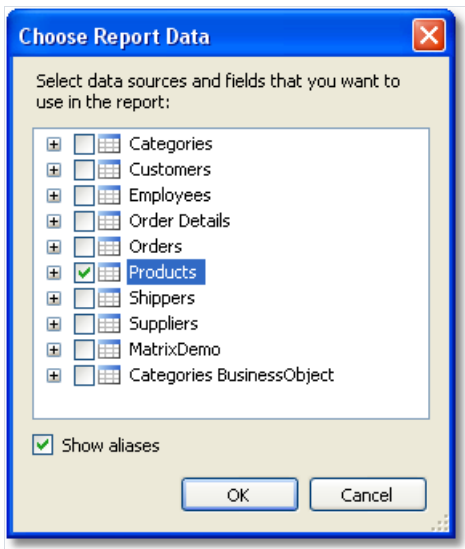 Choose Report Data
Select data sources and fields that you want to
use in the report:
Categories
Customers
Employees
Order Details
Orders
Products
Shippers
Suppliers
MatrixDemo
Categories BusinessObject
Show aliases
OK
Cancel